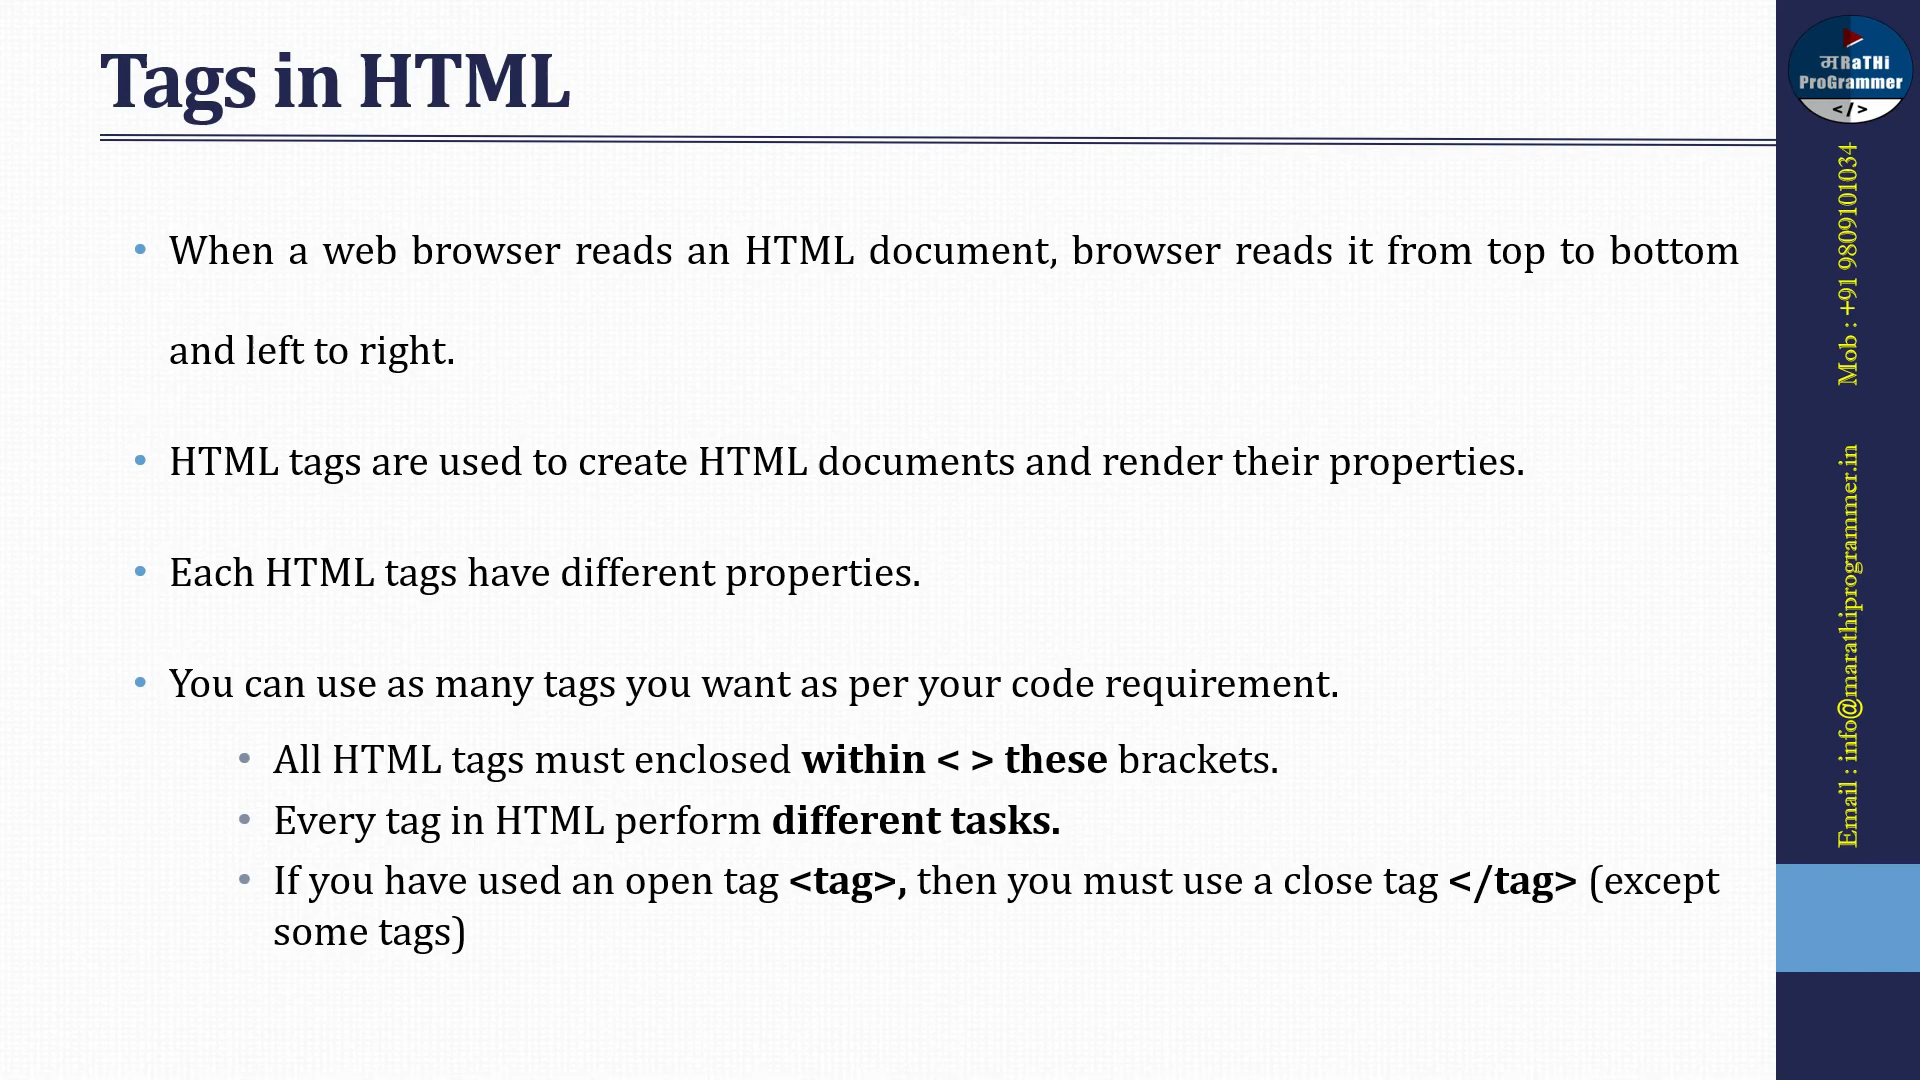 Tags in HTML
• When a web browser reads an HTML document, browser reads it from top to bottom
and left to right.
• HTML tags are used to create HTML documents and render their properties.
• Each HTML tags have different properties.
• You can use as many tags you want as per your code requirement.
• All HTML tags must enclosed within < > these brackets.
• Every tag in HTML perform different tasks.
• If you have used an open tag <tag>, then you must use a close tag </tag> (except
some tags)
मRaTHi
ProGrammer
</>
Email : info@marathiprogrammer.in Mob : +91 9809101034